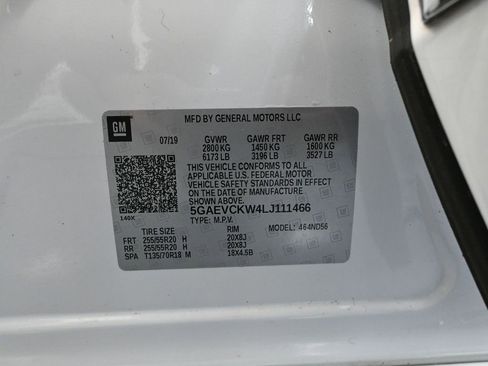 GM
MFD BY GENERAL MOTORS LLC
07/19 GVWR GAWR FRT GAWR RR
2800 KG 1450 KG 1600 KG
6173 LB 3196 LB 3527 LB
THIS VEHICLE CONFORMS TO ALL
APPLICABLE U.S. FEDERAL MOTOR
VEHICLE SAFETY STANDARDS IN EFFECT
ON THE DATE OF MANUFACTURE
SHOWN ABOVE.
140X 5GAEVCKW4LJ111466
TYPE: M.P.V. MODEL: 464ND56
TIRE SIZE RIM
FRT 255/55R20 H 20X8J
RR 255/55R20 H 20X8J
SPA T135/70R18 M 18X4.5B